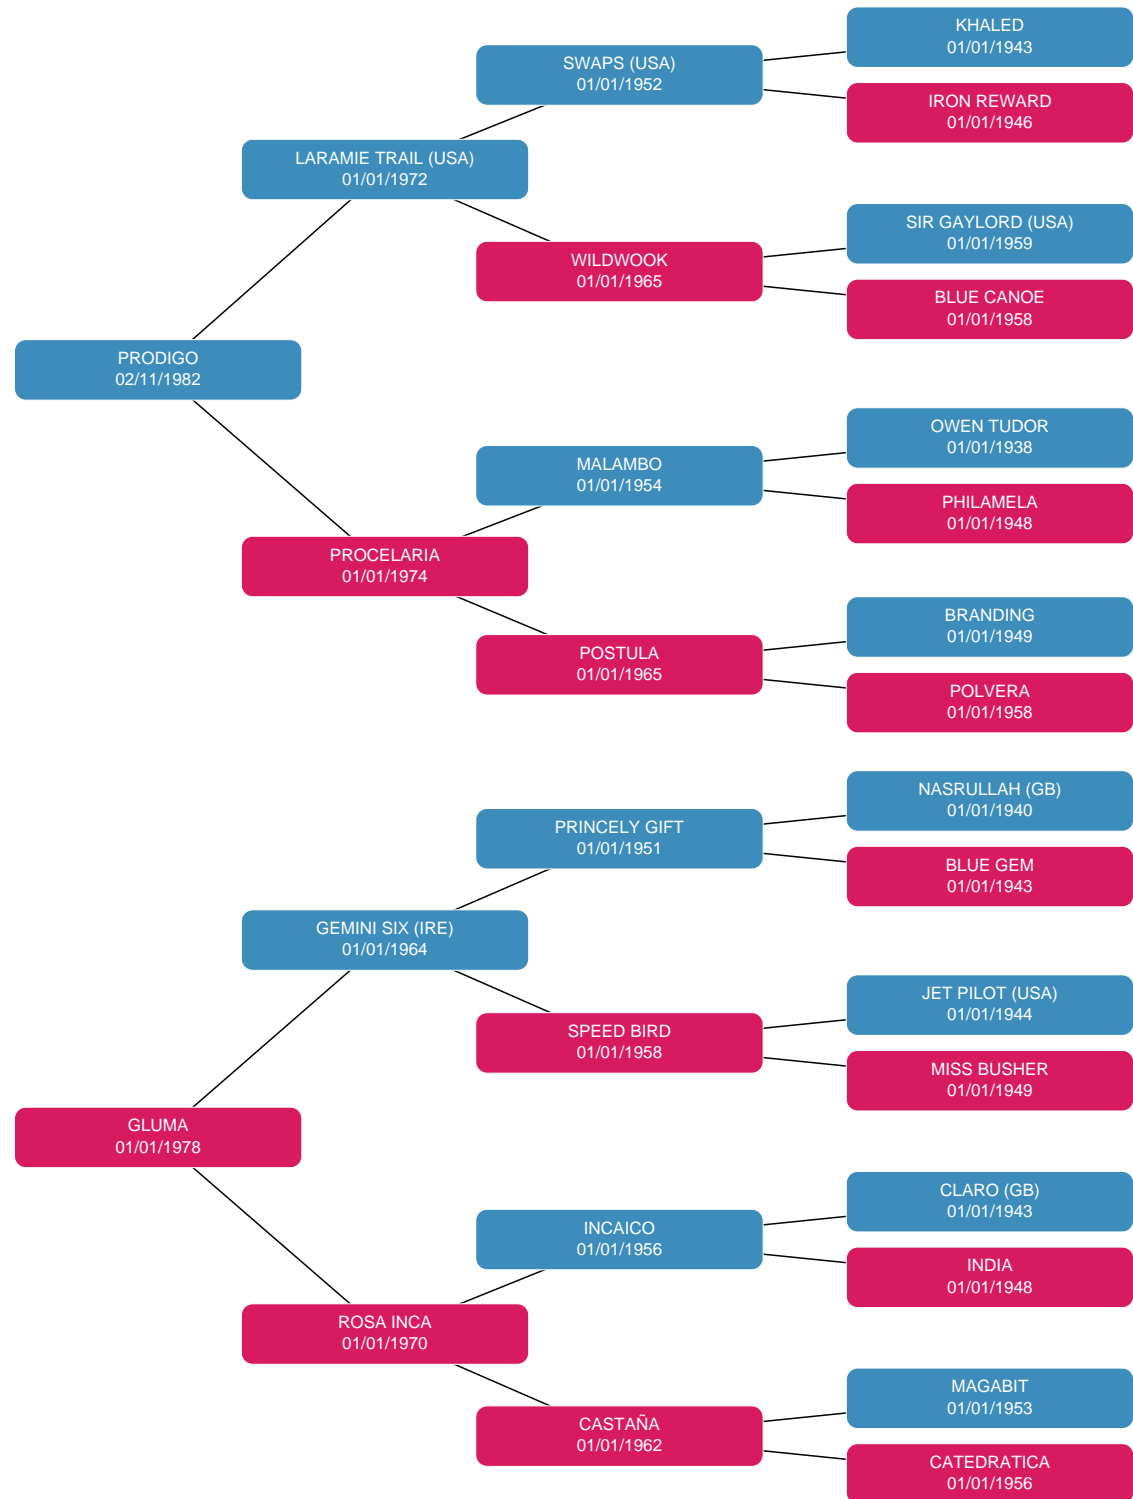 KHALED
01/01/1943
SWAPS (USA)
01/01/1952
IRON REWARD
01/01/1946
LARAMIE TRAIL (USA)
01/01/1972
SIR GAYLORD (USA)
01/01/1959
WILDWOOK
01/01/1965
BLUE CANOE
01/01/1958
PRODIGO
02/11/1982
OWEN TUDOR
01/01/1938
MALAMBO
01/01/1954
PHILAMELA
01/01/1948
PROCELARIA
01/01/1974
BRANDING
01/01/1949
POSTULA
01/01/1965
POLVERA
01/01/1958
NASRULLAH (GB)
01/01/1940
PRINCELY GIFT
01/01/1951
BLUE GEM
01/01/1943
GEMINI SIX (IRE)
01/01/1964
JET PILOT (USA)
01/01/1944
SPEED BIRD
01/01/1958
MISS BUSHER
01/01/1949
GLUMA
01/01/1978
CLARO (GB)
01/01/1943
INCAICO
01/01/1956
INDIA
01/01/1948
ROSA INCA
01/01/1970
MAGABIT
01/01/1953
CASTAÑA
01/01/1962
CATEDRATICA
01/01/1956